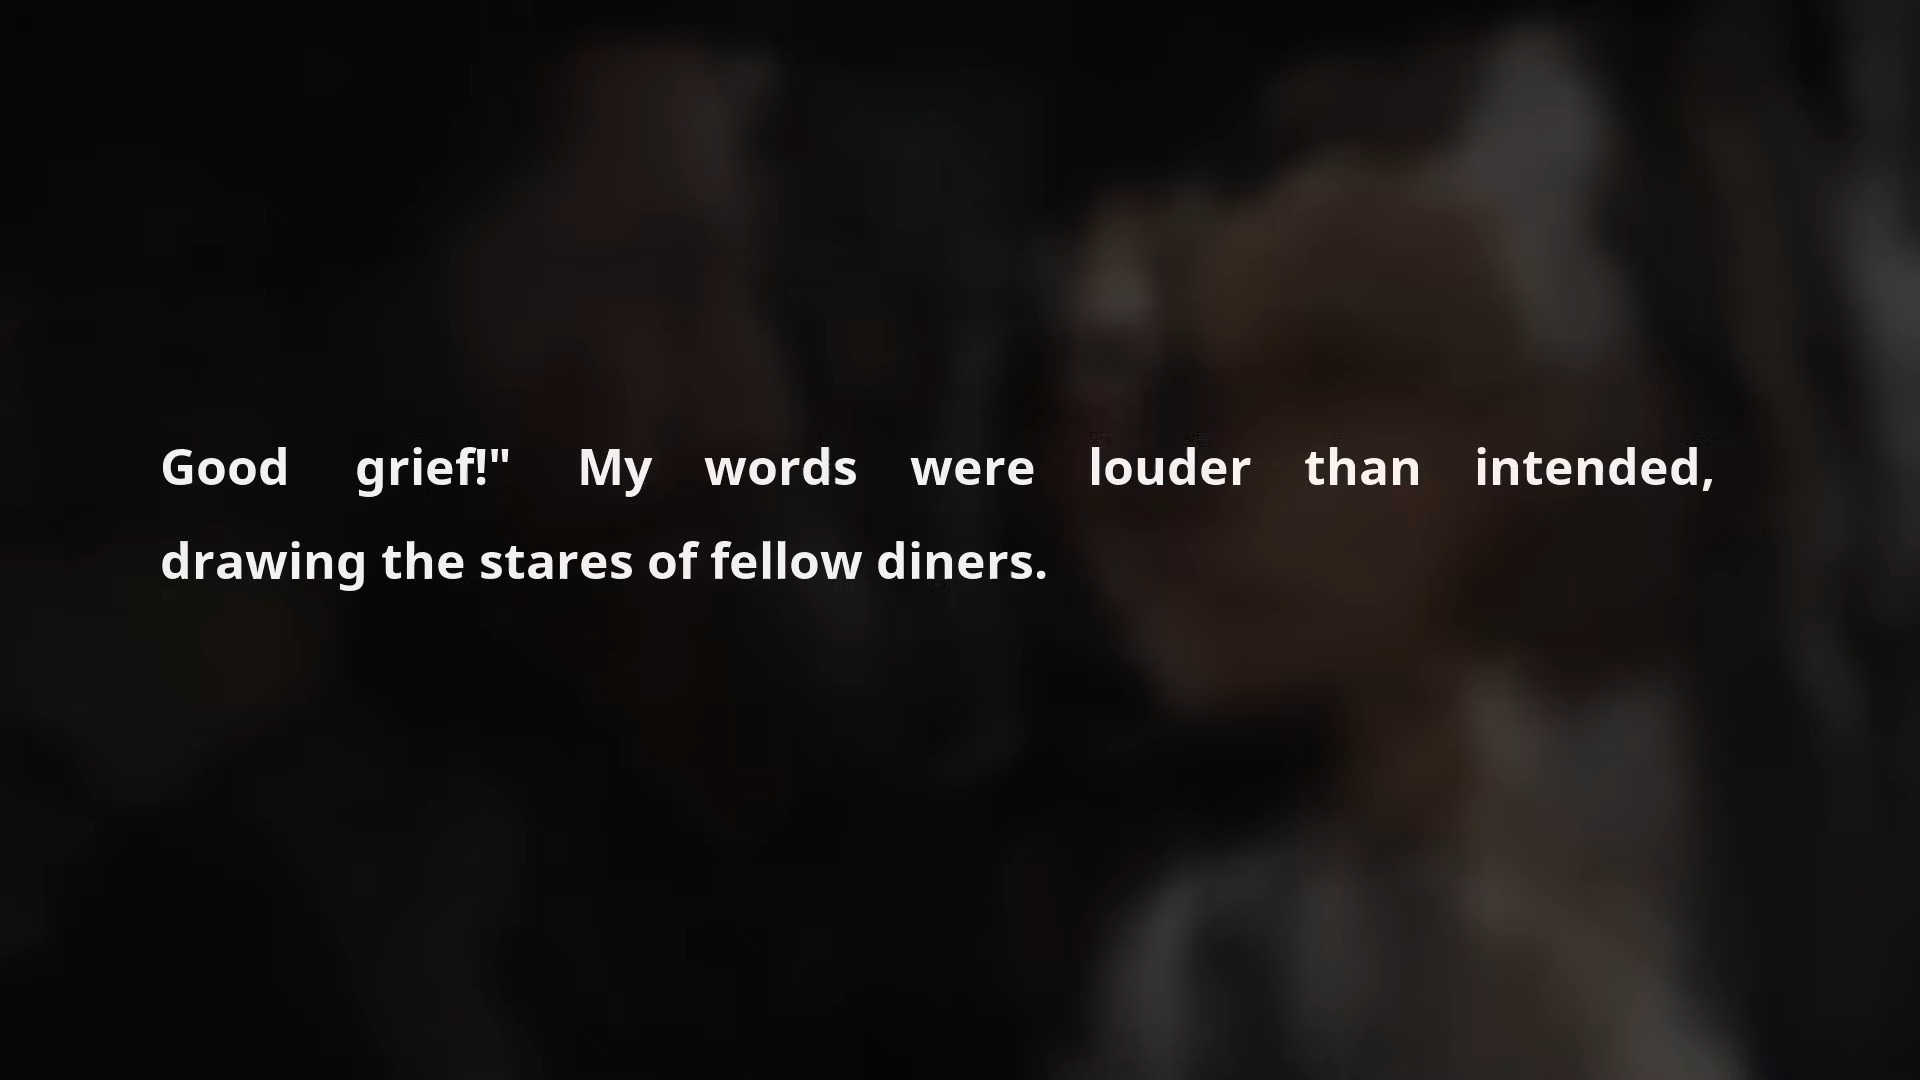 Good grief!" My words were louder than intended,
drawing the stares of fellow diners.